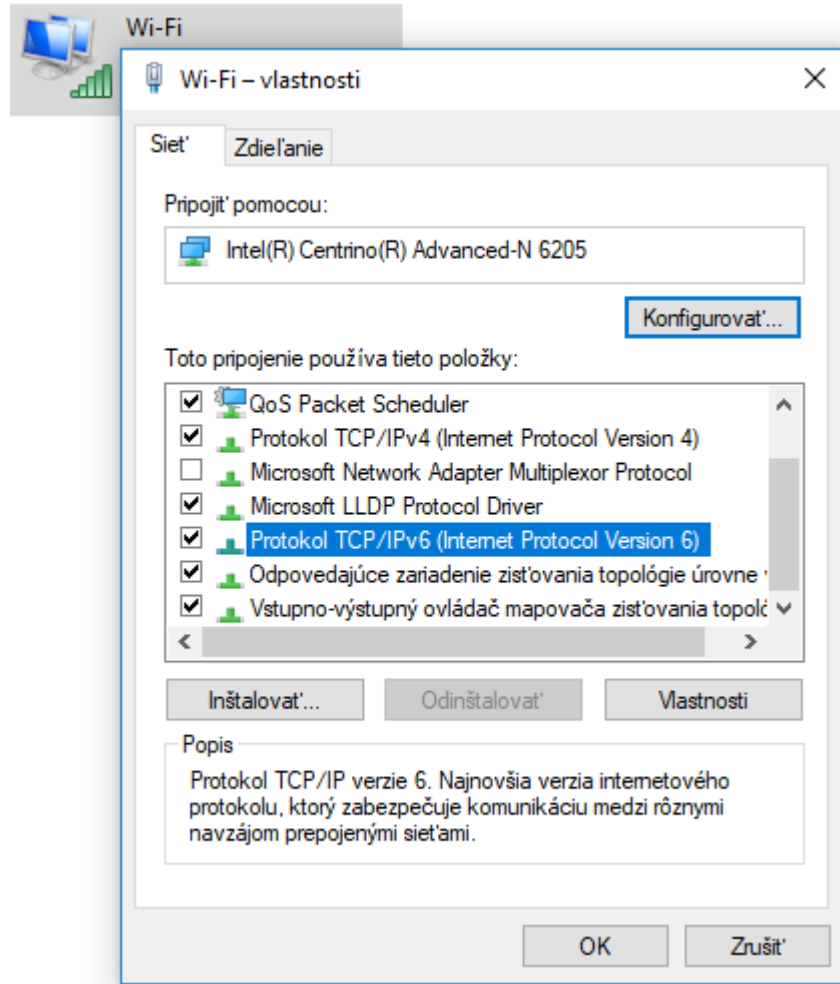 Wi-Fi
Wi-Fi – vlastnosti
Sieť
Zdieľanie
Pripojiť pomocou:
Intel(R) Centrino(R) Advanced-N 6205
Konfigurovať...
Toto pripojenie používa tieto položky:
QoS Packet Scheduler
Protokol TCP/IPv4 (Internet Protocol Version 4)
Microsoft Network Adapter Multiplexor Protocol
Microsoft LLDP Protocol Driver
Protokol TCP/IPv6 (Internet Protocol Version 6)
Odpovedajúce zariadenie zisťovania topológie úrovne
Vstupno-výstupný ovládač mapovača zisťovania
Inštalovať...
Odinštalovať
Vlastnosti
Popis
Protokol TCP/IP verzie 6. Najnovšia verzia internetového
protokolu, ktorý zabezpečuje komunikáciu medzi rôznymi
navzájom prepojenými sieťami.
OK
Zrušiť